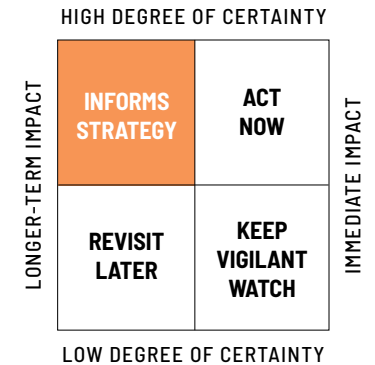 HIGH DEGREE OF CERTAINTY
LONGER-TERM IMPACT
INFORMS
STRATEGY
ACT
NOW
IMMEDIATE IMPACT
REVISIT
LATER
KEEP
VIGILANT
WATCH
LOW DEGREE OF CERTAINTY